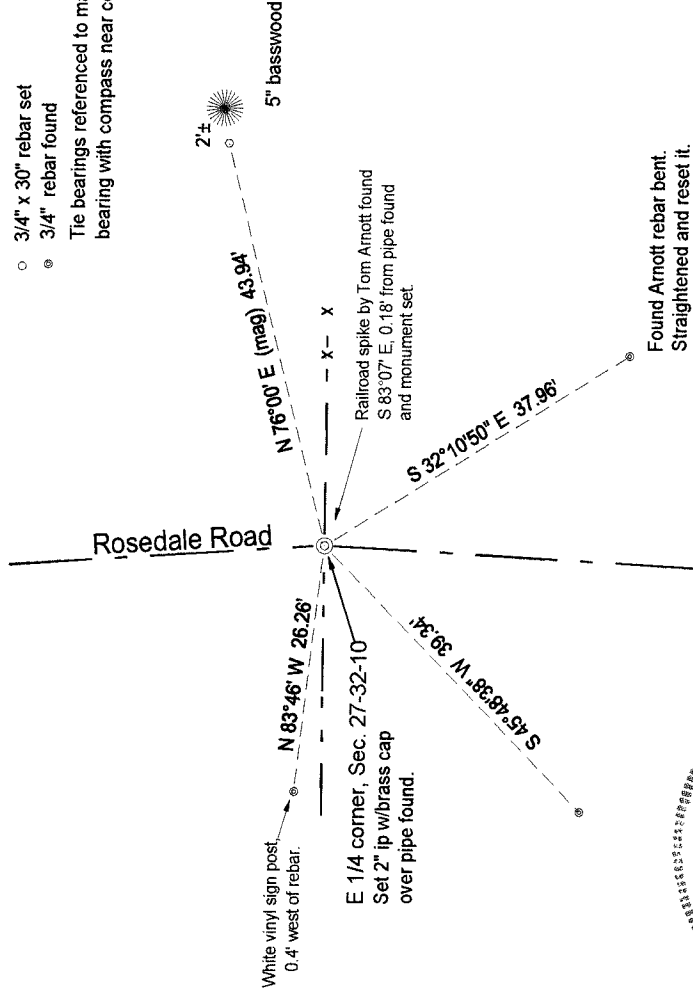 3/4" x 30" rebar set
3/4" rebar found
Tie bearings referenced to
bearing with compass near
2'±
5" basswood
N 76°00' E (mag) 43.94'
x – x
Rosedale Road
Railroad spike by Tom Arnott found
S 83°07' E, 0.18' from pipe found
and monument set.
N 83°46' W 26.26'
White vinyl sign post,
0.4' west of rebar.
E 1/4 corner, Sec. 27-32-10
Set 2" ip w/brass cap
over pipe found.
S 32°10'50" E 37.96'
S 45°48'38" W 39.34'
Found Arnott rebar bent.
Straightened and reset it.